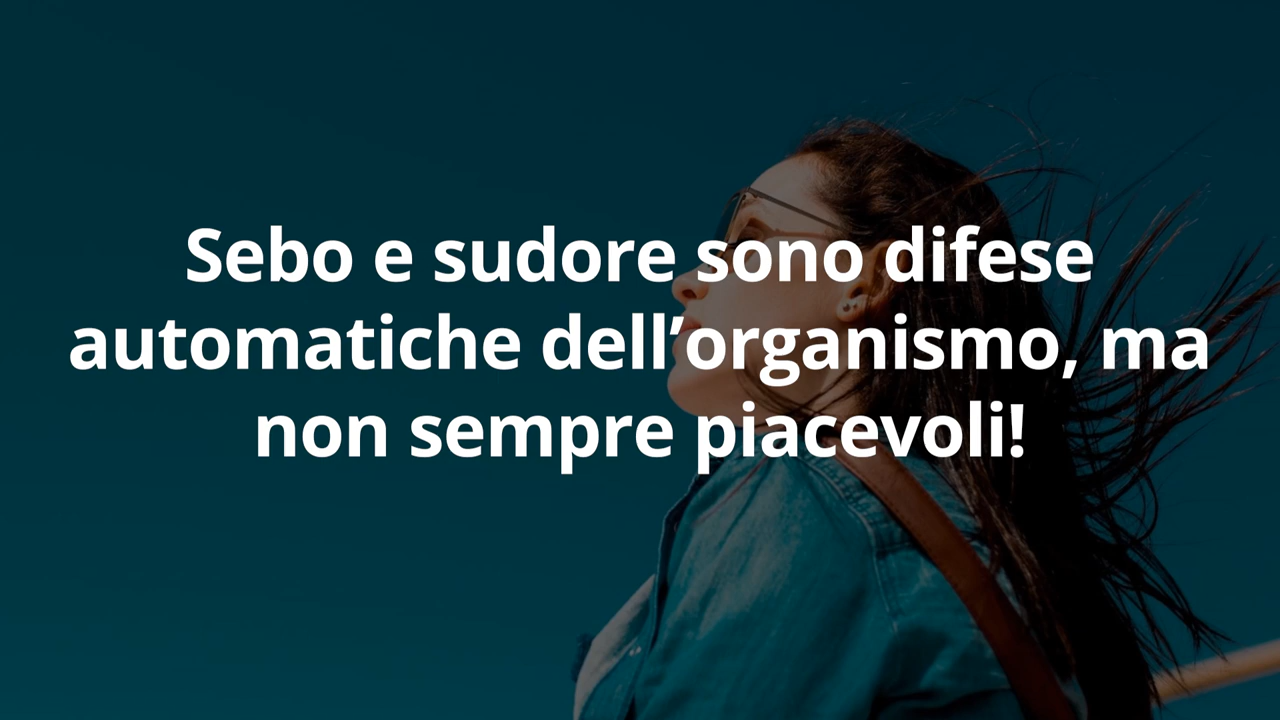 Sebo e sudore sono difese
automatiche dell’organismo, ma
non sempre piacevoli!